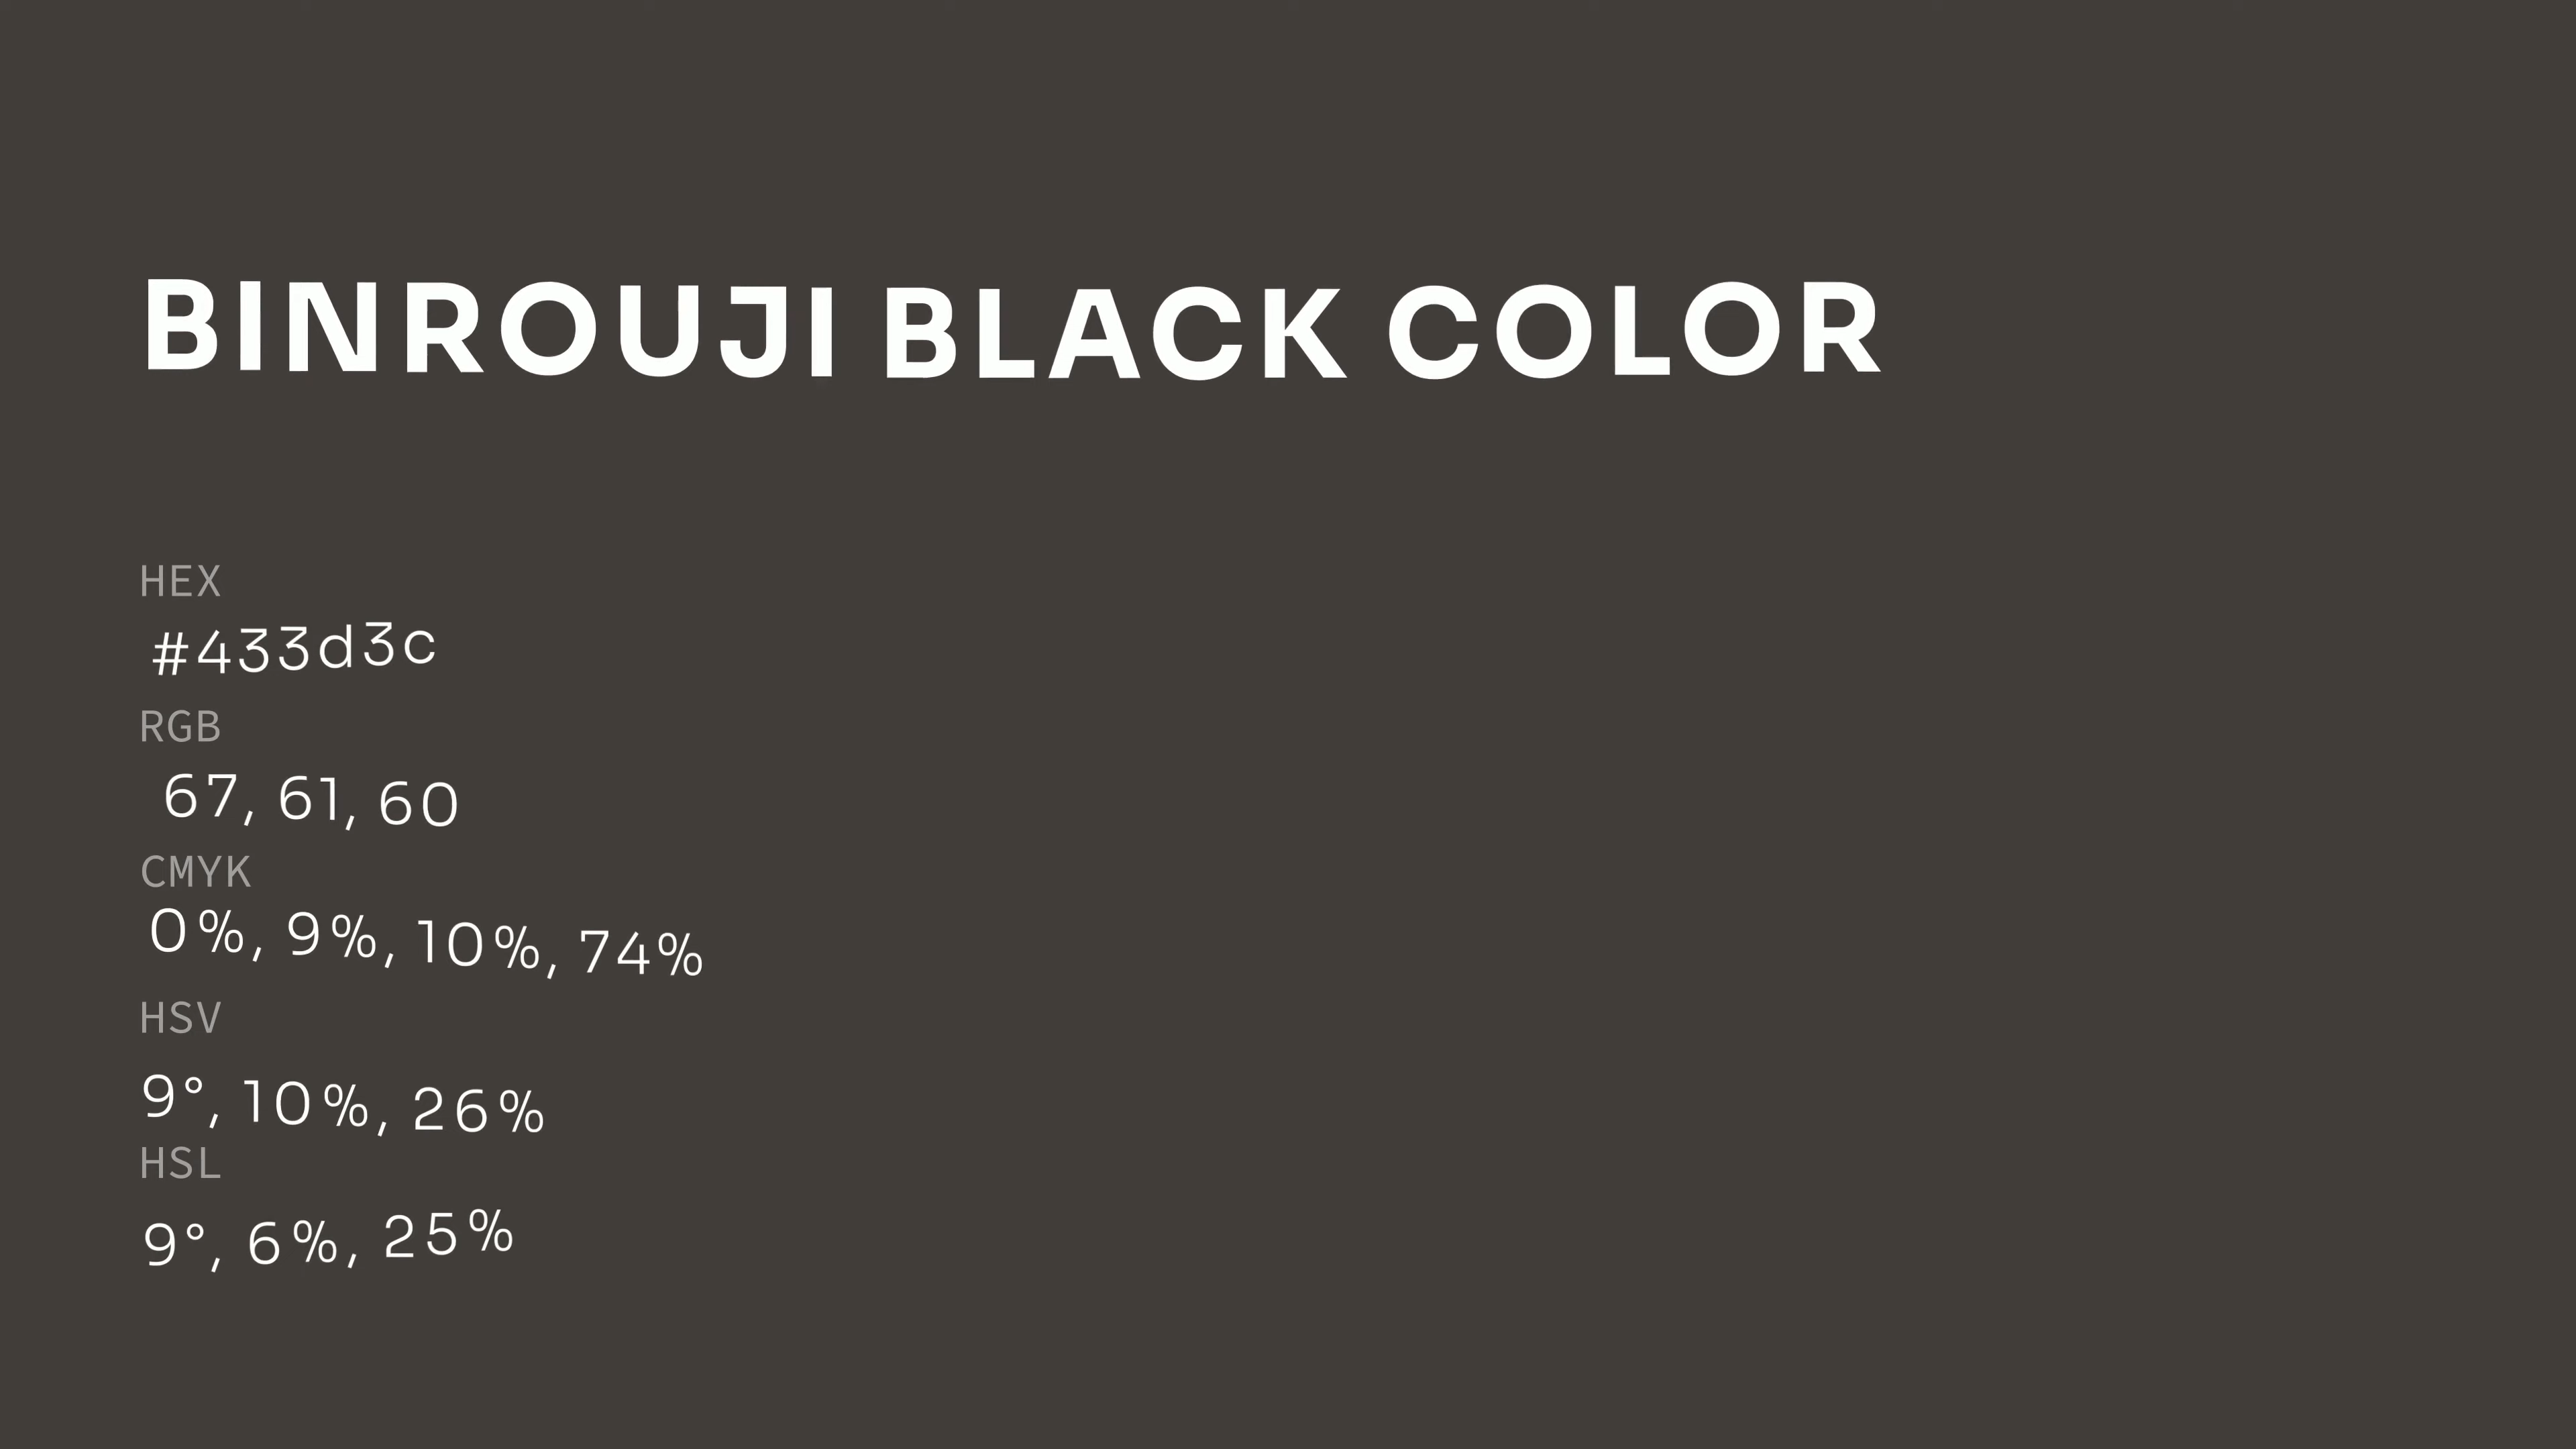 BINROUJI BLACK COLOR
HEX
#433d3c
RGB
67, 61, 60
CMYK
0%, 9%, 10%, 74%
HSV
9°, 10%, 26%
HSL
9°, 6%, 25%